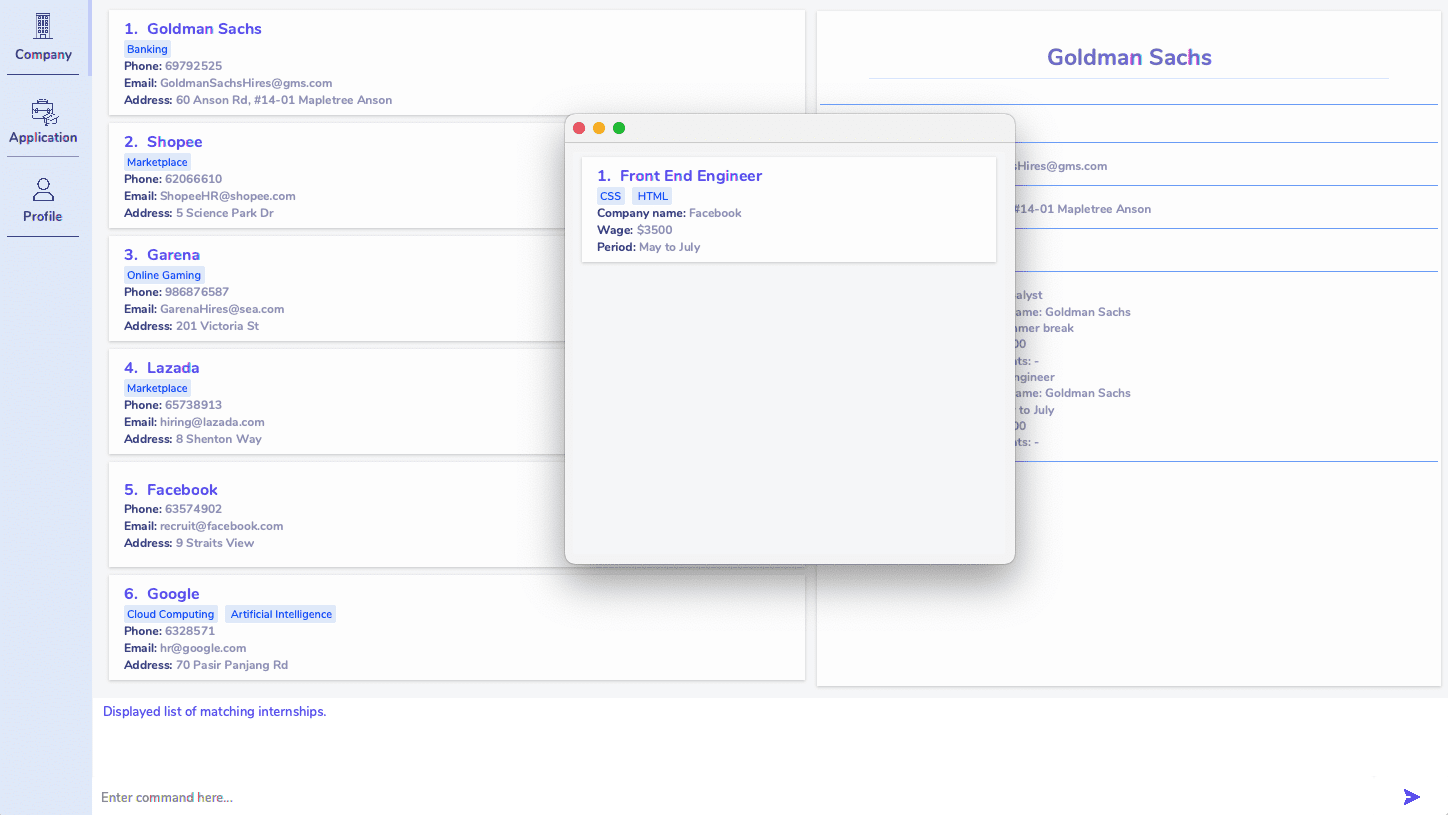 Company
Application
Profile
1. Goldman Sachs
Banking
Phone: 69792525
Email: GoldmanSachsHires@gms.com
Address: 60 Anson Rd, #14-01 Mapletree Anson
2. Shopee
Marketplace
Phone: 62066610
Email: ShopeeHR@shopee.com
Address: 5 Science Park Dr
3. Garena
Online Gaming
Phone: 986876587
Email: GarenaHires@sea.com
Address: 201 Victoria St
4. Lazada
Marketplace
Phone: 65738913
Email: hiring@lazada.com
Address: 8 Shenton Way
5. Facebook
Phone: 63574902
Email: recruit@facebook.com
Address: 9 Straits View
6. Google
Cloud Computing Artificial Intelligence
Phone: 6328571
Email: hr@google.com
Address: 70 Pasir Panjang Rd
1. Front End Engineer
CSS HTML
Company name: Facebook
Wage: $3500
Period: May to July
Goldman Sachs
sHires@gms.com
#14-01 Mapletree Anson
alyst
ame: Goldman Sachs
mer break
00
ts: -
ngineer
ame: Goldman Sachs
to July
00
ts: -
Displayed list of matching internships.
Enter command here...